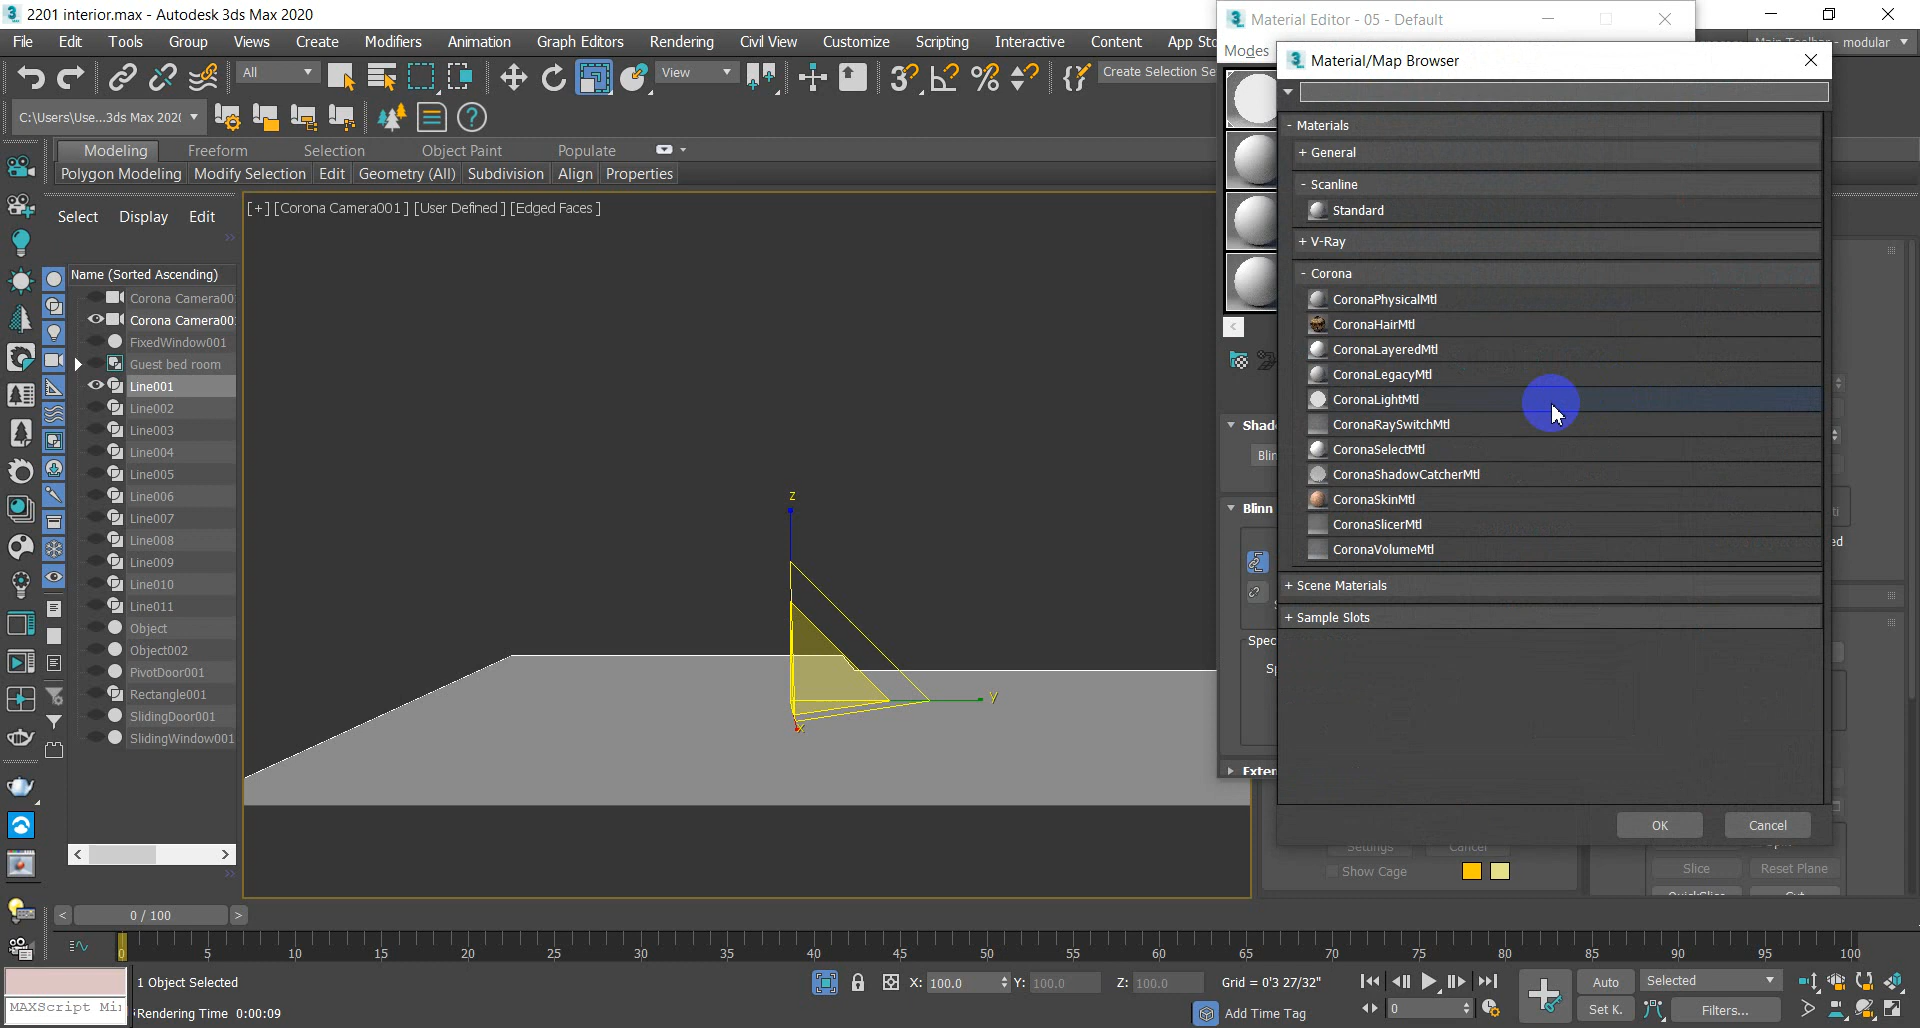 2201 interior.max - Autodesk 3ds Max 2020
File Edit Tools Group Views Create Modifiers Animation Graph Editors Rendering Civil View Customize Scripting Interactive Content App Sto
Main Toolbar - modular
Material Editor - 05 - Default
Modes
Material/Map Browser
All
View
Create Selection Se
C:\Users\Use...3ds Max 202(
Modeling Freeform Selection Object Paint Populate
Polygon Modeling Modify Selection Edit Geometry (All) Subdivision Align Properties
[+] [Corona Camera001] [User Defined] [Edged Faces]
Select Display Edit
Name (Sorted Ascending)
Corona Camera00
Corona Camera00
FixedWindow001
Guest bed room
Line001
Line002
Line003
Line004
Line005
Line006
Line007
Line008
Line009
Line010
Line011
Object
Object002
PivotDoor001
Rectangle001
SlidingDoor001
SlidingWindow001
z
y
x
- Materials
+ General
- Scanline
Standard
+ V-Ray
- Corona
CoronaPhysicalMtl
CoronaHairMtl
CoronaLayeredMtl
CoronaLegacyMtl
CoronaLightMtl
CoronaRaySwitchMtl
CoronaSelectMtl
CoronaShadowCatcherMtl
CoronaSkinMtl
CoronaSlicerMtl
CoronaVolumeMtl
+ Scene Materials
+ Sample Slots
OK Cancel
Shad
Blin
Blinn
Spec
Sp
Exten
ed
Settings Cancel
Show Cage
Slice Reset Plane
QuickSlice Cut
< 0 / 100 >
0 5 10 15 20 25 30 35 40 45 50 55 60 65 70 75 80 85 90 95 100
1 Object Selected
X: 100.0 Y: 100.0 Z: 100.0 Grid = 0'3 27/32"
Auto Selected
MAXScript Mi
Rendering Time 0:00:09
Add Time Tag
0
Set K. Filters...